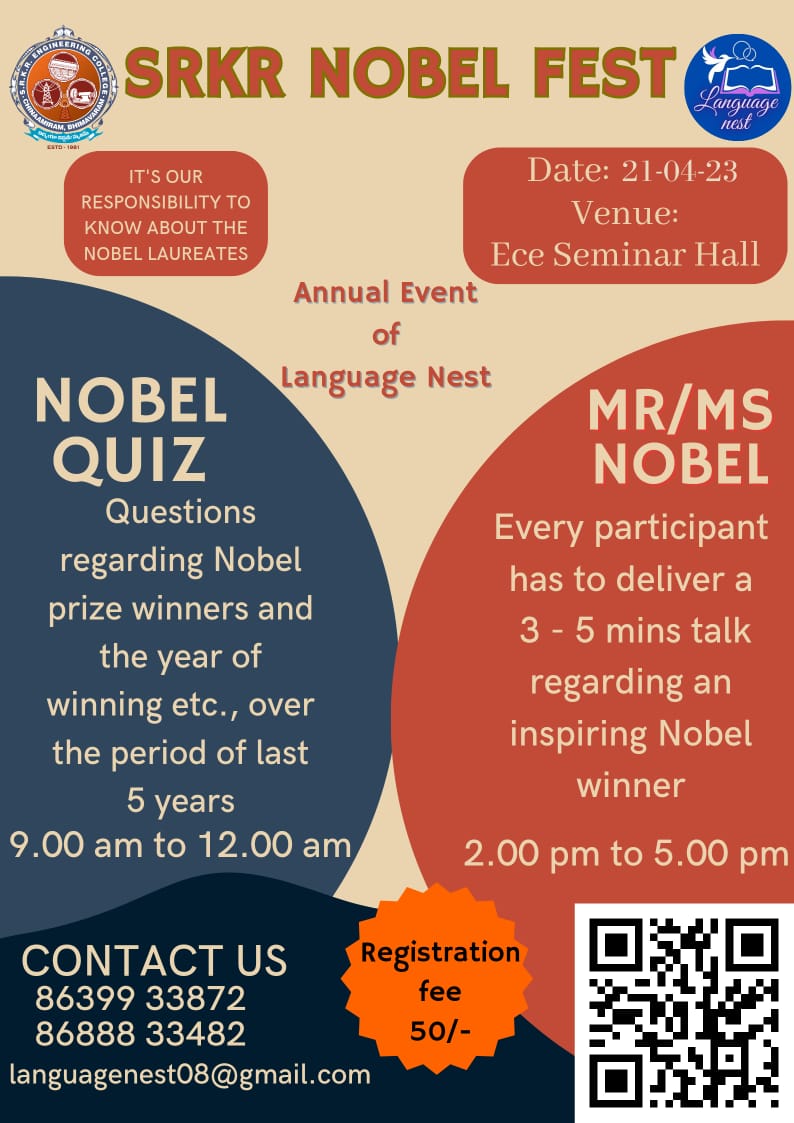 SRKR NOBEL FEST
S.R.K.R. ENGINEERING COLLEGE
CHINAAMIRAM, BHIMAVARAM
ESTD - 1981
Language
nest
IT'S OUR
RESPONSIBILITY TO
KNOW ABOUT THE
NOBEL LAUREATES
Date: 21-04-23
Venue:
Ece Seminar Hall
Annual Event
of
Language Nest
NOBEL
QUIZ
Questions
regarding Nobel
prize winners and
the year of
winning etc., over
the period of last
5 years
9.00 am to 12.00 am
MR/MS
NOBEL
Every participant
has to deliver a
3 - 5 mins talk
regarding an
inspiring Nobel
winner
2.00 pm to 5.00 pm
CONTACT US
86399 33872
86888 33482
languagenest08@gmail.com
Registration
fee
50/-